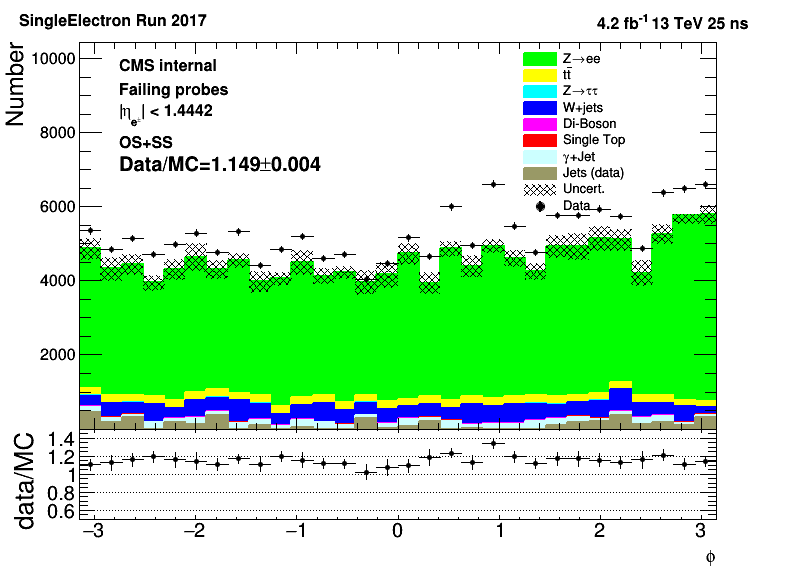 SingleElectron Run 2017
4.2 fb⁻¹ 13 TeV 25 ns
Number
10000
8000
6000
4000
2000
CMS internal
Failing probes
|η_e±| < 1.4442
OS+SS
Data/MC=1.149±0.004
Z→ee
tt̄
Z→ττ
W+jets
Di-Boson
Single Top
γ+Jet
Jets (data)
Uncert.
Data
data/MC
1.4
1.2
1
0.8
0.6
−3 −2 −1 0 1 2 3
ϕ